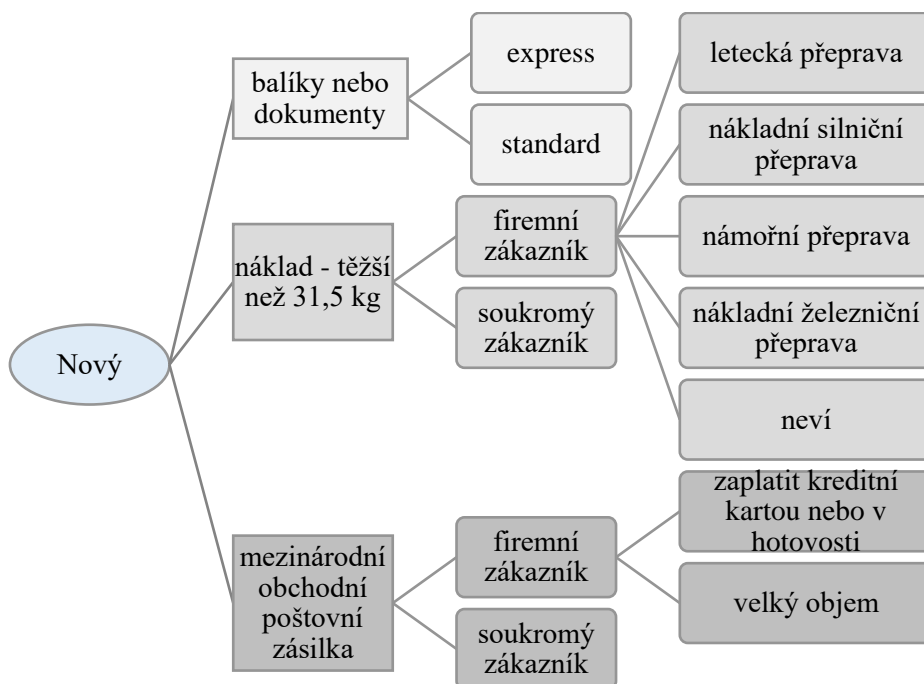 Nový
balíky nebo
dokumenty
express
standard
náklad - těžší
než 31,5 kg
firemní
zákazník
letecká přeprava
nákladní silniční
přeprava
námořní přeprava
nákladní železniční
přeprava
neví
soukromý
zákazník
mezinárodní
obchodní
poštovní
zásilka
firemní
zákazník
zaplatit kreditní
kartou nebo v
hotovosti
velký objem
soukromý
zákazník